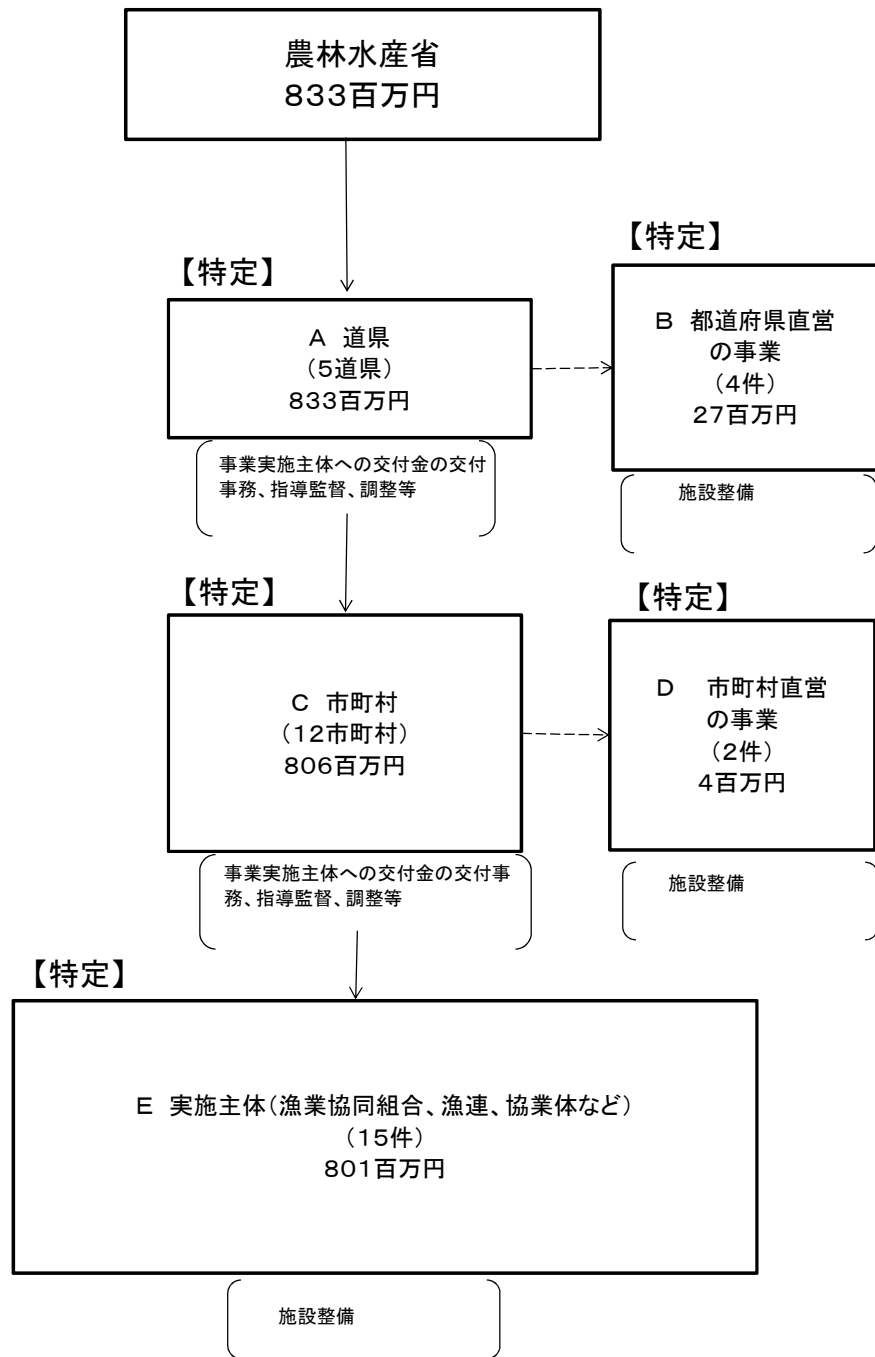 農林水産省
833百万円
【特定】
A 道県
(5道県)
833百万円
事業実施主体への交付金の交付
事務、指導監督、調整等
【特定】
B 都道府県直営
の事業
(4件)
27百万円
施設整備
【特定】
C 市町村
(12市町村)
806百万円
事業実施主体への交付金の交付事
務、指導監督、調整等
【特定】
D 市町村直営
の事業
(2件)
4百万円
施設整備
【特定】
E 実施主体(漁業協同組合、漁連、協業体など)
(15件)
801百万円
施設整備